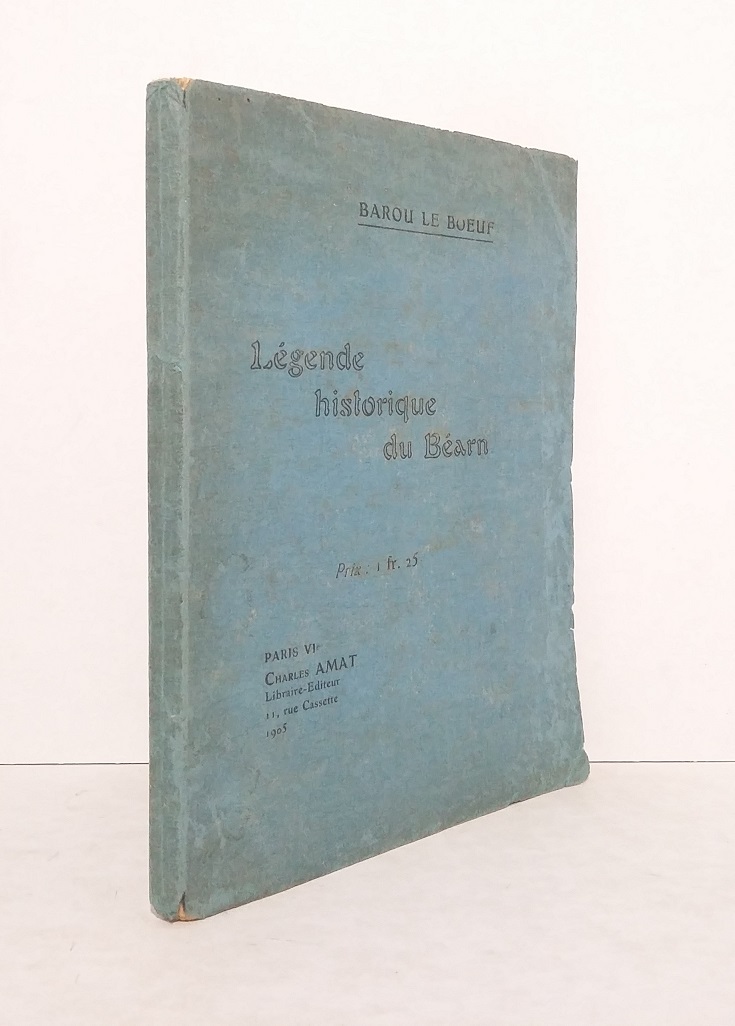 BAROU LE BOEUF
Légende
historique
du Béarn
Prix : 1 fr. 25
PARIS VIe
CHARLES AMAT
Libraire-Editeur
11, rue Cassette
1905